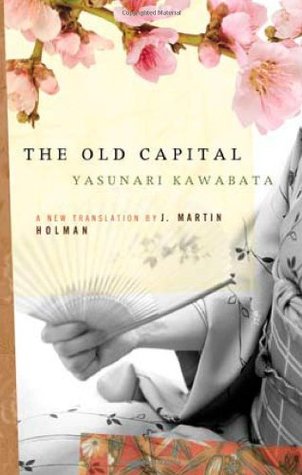 THE OLD CAPITAL
YASUNARI KAWABATA
A NEW TRANSLATION BY J. MARTIN
HOLMAN